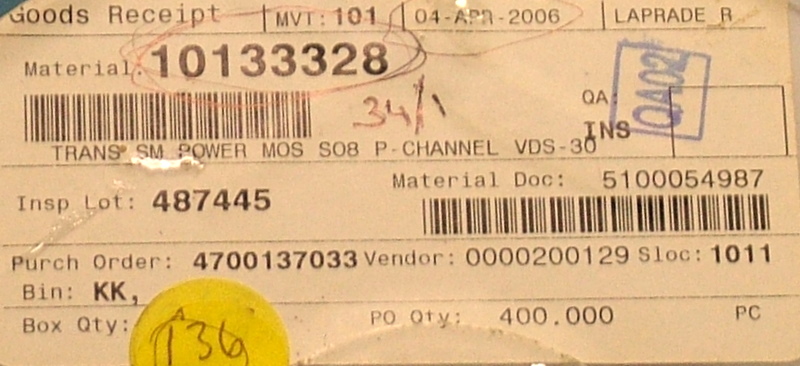 Goods Receipt MVT: 101 04-APR-2006 LAPRADE R
Material: 10133328
34/1
QA: QA02
INS
TRANS SM POWER MOS SO8 P-CHANNEL VDS-30
Material Doc: 5100054987
Insp Lot: 487445
Purch Order: 4700137033 Vendor: 0000200129 Sloc: 1011
Bin: KK,
Box Qty: PO Qty: 400.000 PC
136